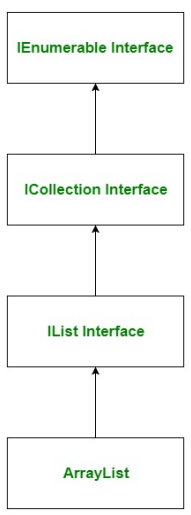 IEnumerable Interface
ICollection Interface
IList Interface
ArrayList